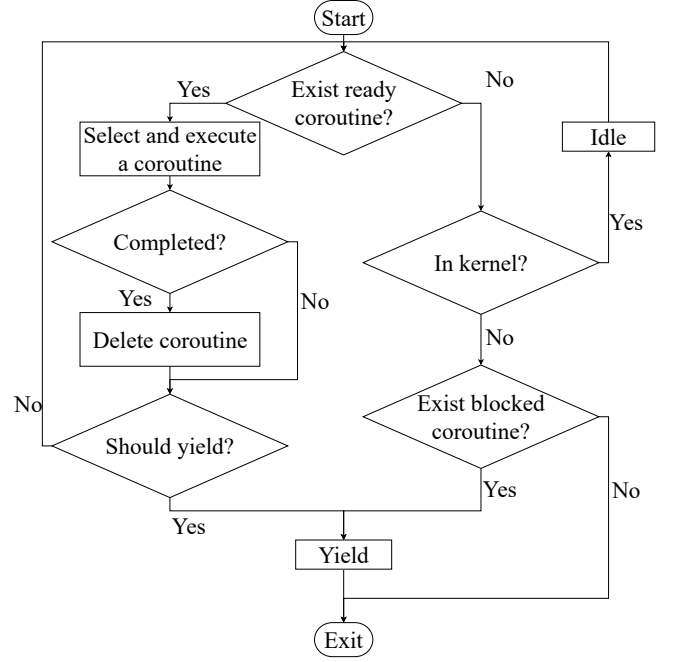 Start
Exist ready
coroutine?
Yes
No
Select and execute
a coroutine
Idle
Completed?
In kernel?
Yes
Yes
No
Delete coroutine
No
Exist blocked
coroutine?
No
Should yield?
Yes
No
Yes
Yield
Exit